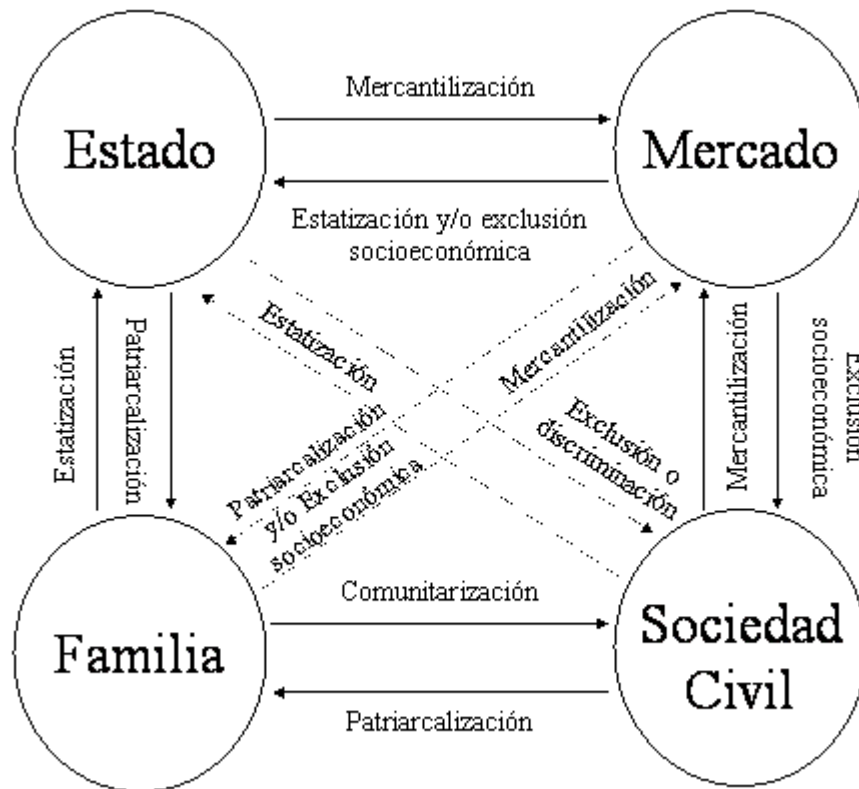 Mercantilización
Estado
Mercado
Estatización y/o exclusión
socioeconómica
Estatización
Mercantilización
Estatización
Patriarcalización
Patriarcalización
y/o Exclusión
socioeconómica
Exclusión o
discriminación
Mercantilización
Exclusión
socioeconómica
Comunitarización
Familia
Sociedad
Civil
Patriarcalización